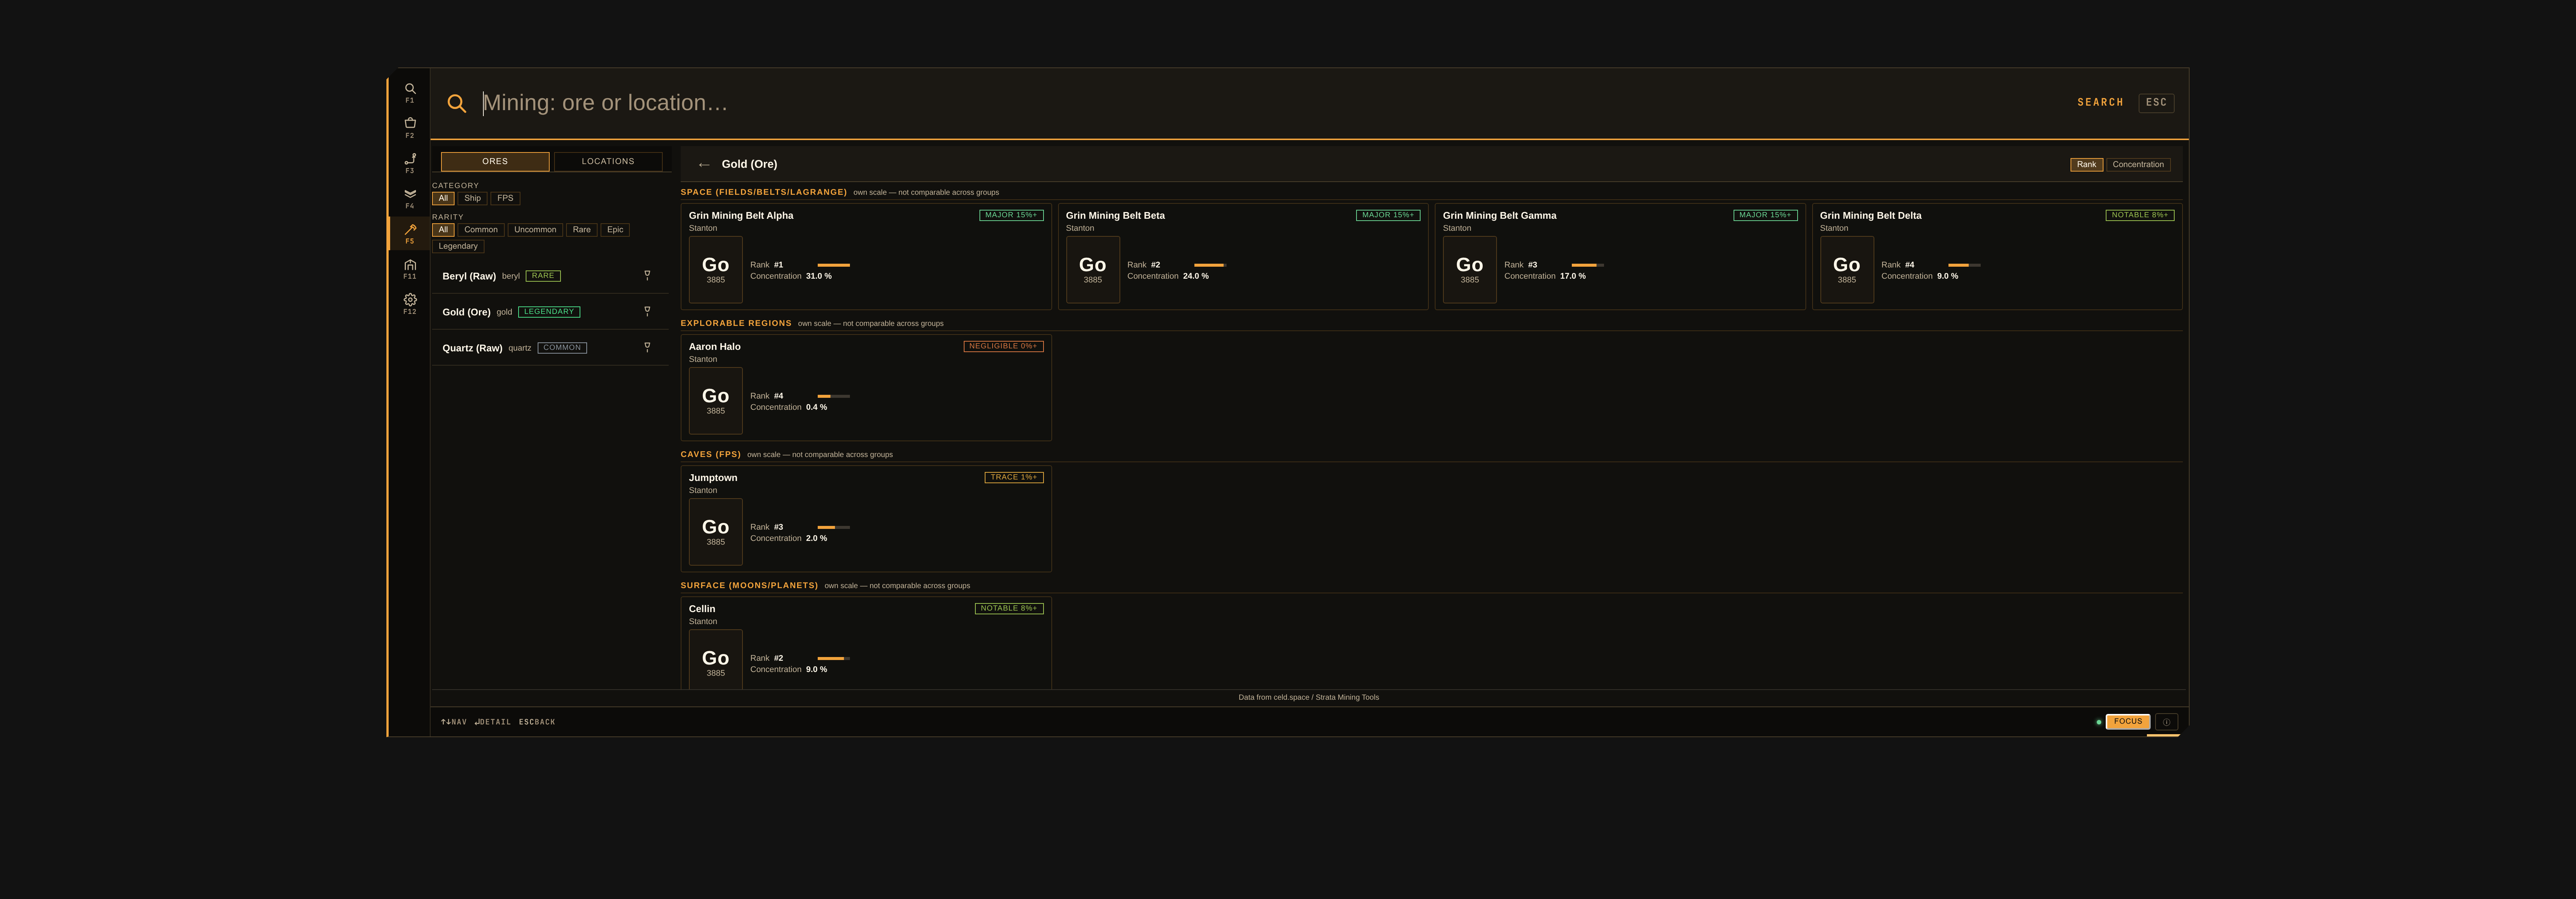 Mining: ore or location…
SEARCH ESC
F1
F2
F3
F4
F5
F11
F12
ORES LOCATIONS
CATEGORY
All Ship FPS
RARITY
All Common Uncommon Rare Epic
Legendary
Beryl (Raw) beryl RARE
Gold (Ore) gold LEGENDARY
Quartz (Raw) quartz COMMON
← Gold (Ore)
Rank Concentration
SPACE (FIELDS/BELTS/LAGRANGE) own scale — not comparable across groups
Grin Mining Belt Alpha MAJOR 15%+
Stanton
Go
3885
Rank #1
Concentration 31.0 %
Grin Mining Belt Beta MAJOR 15%+
Stanton
Go
3885
Rank #2
Concentration 24.0 %
Grin Mining Belt Gamma MAJOR 15%+
Stanton
Go
3885
Rank #3
Concentration 17.0 %
Grin Mining Belt Delta NOTABLE 8%+
Stanton
Go
3885
Rank #4
Concentration 9.0 %
EXPLORABLE REGIONS own scale — not comparable across groups
Aaron Halo NEGLIGIBLE 0%+
Stanton
Go
3885
Rank #4
Concentration 0.4 %
CAVES (FPS) own scale — not comparable across groups
Jumptown TRACE 1%+
Stanton
Go
3885
Rank #3
Concentration 2.0 %
SURFACE (MOONS/PLANETS) own scale — not comparable across groups
Cellin NOTABLE 8%+
Stanton
Go
3885
Rank #2
Concentration 9.0 %
Data from celd.space / Strata Mining Tools
↑↓NAV ↵DETAIL ESCBACK
FOCUS ⓘ